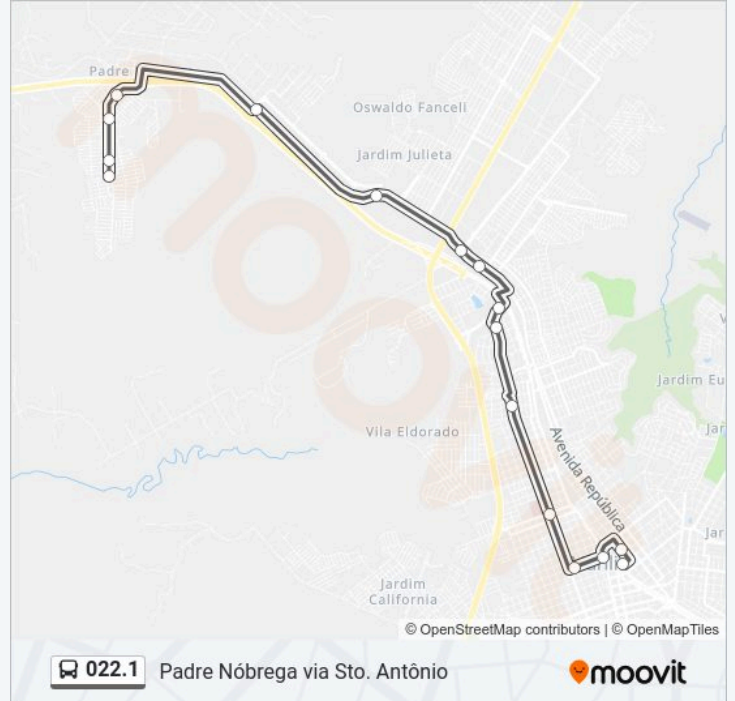 Padre
Oswaldo Fanceli
Jardim Julieta
Jardim Eu
Jar
Vila Eldorado
Avenida República
Jar
Jardim
California
© OpenStreetMap contributors | © OpenMapTiles
022.1 Padre Nóbrega via Sto. Antônio
moovit